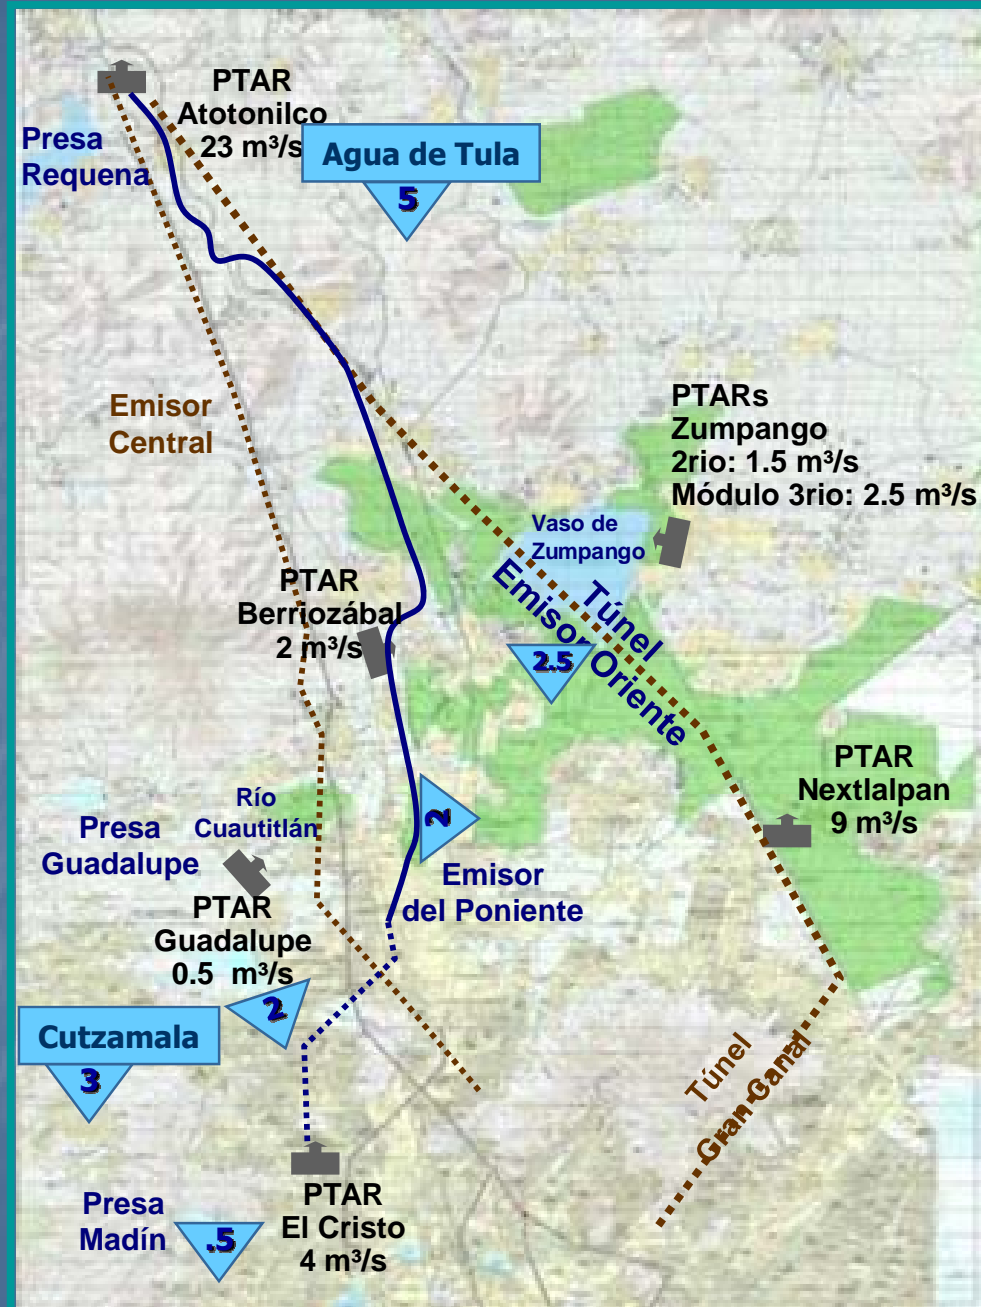 PTAR
Atotonilco
23 m³/s
Presa
Requena
Agua de Tula
5
Emisor
Central
PTARs
Zumpango
2rio: 1.5 m³/s
Módulo 3rio: 2.5 m³/s
Vaso de
Zumpango
PTAR
Berriozábal
2 m³/s
Túnel
Emisor Oriente
2.5
PTAR
Nextlalpan
9 m³/s
Río
Cuautitlán
Presa
Guadalupe
2
Emisor
del Poniente
PTAR
Guadalupe
0.5 m³/s
2
Cutzamala
3
Túnel
Gran Canal
PTAR
El Cristo
4 m³/s
Presa
Madín
.5